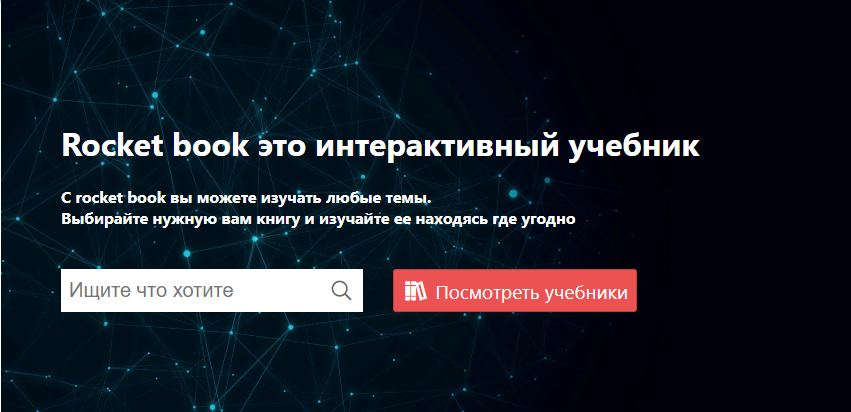 Rocket book это интерактивный учебник
С rocket book вы можете изучать любые темы.
Выбирайте нужную вам книгу и изучайте ее находясь где угодно
Ищите что хотите
Посмотреть учебники